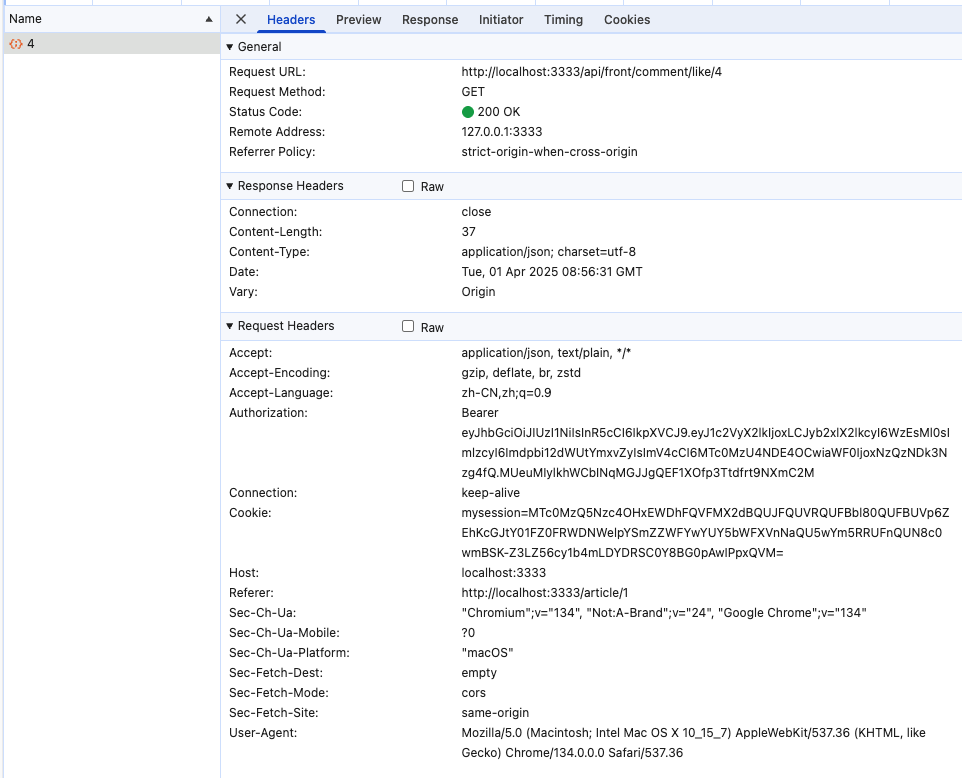 Name
4
Headers Preview Response Initiator Timing Cookies
General
Request URL: http://localhost:3333/api/front/comment/like/4
Request Method: GET
Status Code: 200 OK
Remote Address: 127.0.0.1:3333
Referrer Policy: strict-origin-when-cross-origin
Response Headers Raw
Connection: close
Content-Length: 37
Content-Type: application/json; charset=utf-8
Date: Tue, 01 Apr 2025 08:56:31 GMT
Vary: Origin
Request Headers Raw
Accept: application/json, text/plain, */*
Accept-Encoding: gzip, deflate, br, zstd
Accept-Language: zh-CN,zh;q=0.9
Authorization: Bearer
Connection: keep-alive
Cookie:
Host: localhost:3333
Referer: http://localhost:3333/article/1
Sec-Ch-Ua: "Chromium";v="134", "Not:A-Brand";v="24", "Google Chrome";v="134"
Sec-Ch-Ua-Mobile: ?0
Sec-Ch-Ua-Platform: "macOS"
Sec-Fetch-Dest: empty
Sec-Fetch-Mode: cors
Sec-Fetch-Site: same-origin
User-Agent: Mozilla/5.0 (Macintosh; Intel Mac OS X 10_15_7) AppleWebKit/537.36 (KHTML, like
Gecko) Chrome/134.0.0.0 Safari/537.36